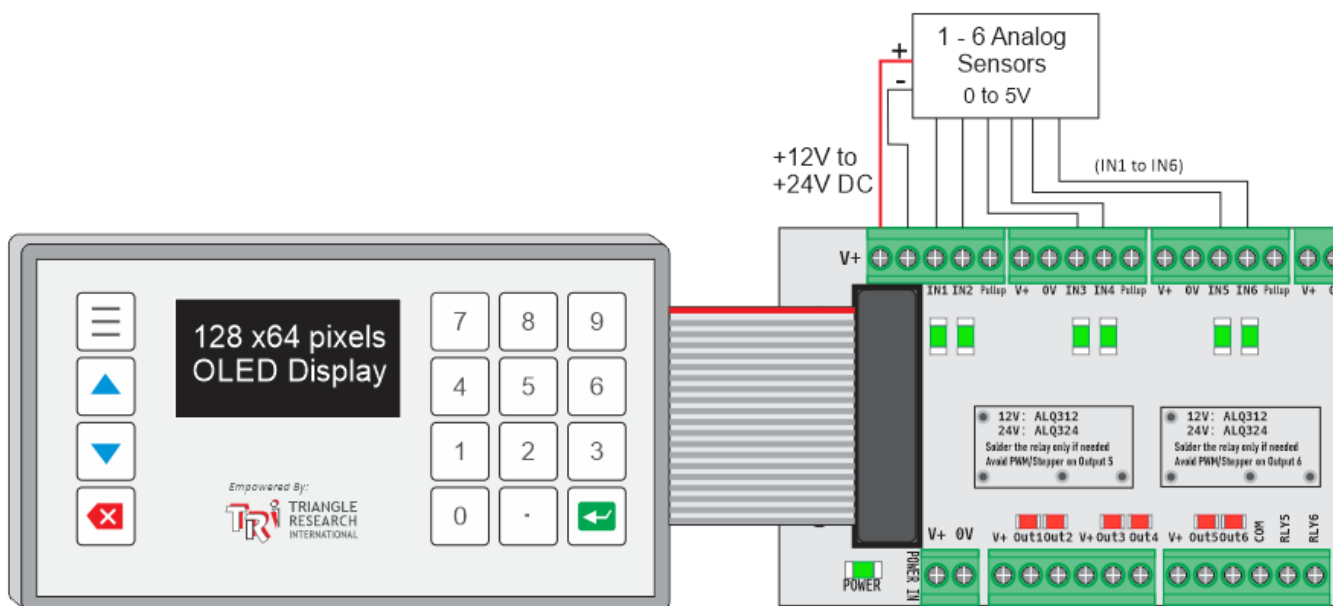 1 - 6 Analog
Sensors
0 to 5V
+
-
+12V to
+24V DC
(IN1 to IN6)
V+
IN1 IN2 Pullup V+ 0V IN3 IN4 Pullup V+ 0V IN5 IN6 Pullup V+
128 x64 pixels
OLED Display
7 8 9
4 5 6
1 2 3
0 .
Empowered By:
TRi
TRIANGLE
RESEARCH
INTERNATIONAL
12V: ALQ312
24V: ALQ324
Solder the relay only if needed
Avoid PWM/Stepper on Output 5
12V: ALQ312
24V: ALQ324
Solder the relay only if needed
Avoid PWM/Stepper on Output 6
V+ 0V
POWER IN
V+ Out1 Out2 V+ Out3 Out4 V+ Out5 Out6 COM RLY5 RLY6
POWER